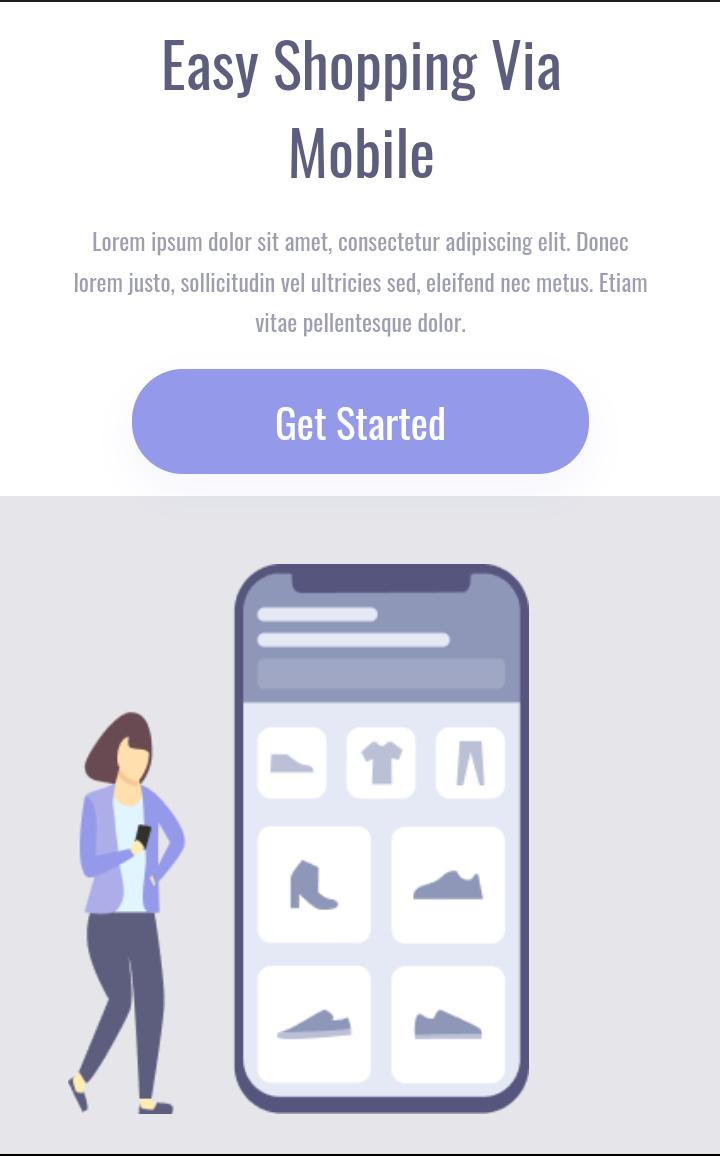 Easy Shopping Via
Mobile
Lorem ipsum dolor sit amet, consectetur adipiscing elit. Donec
lorem justo, sollicitudin vel ultricies sed, eleifend nec metus. Etiam
vitae pellentesque dolor.
Get Started